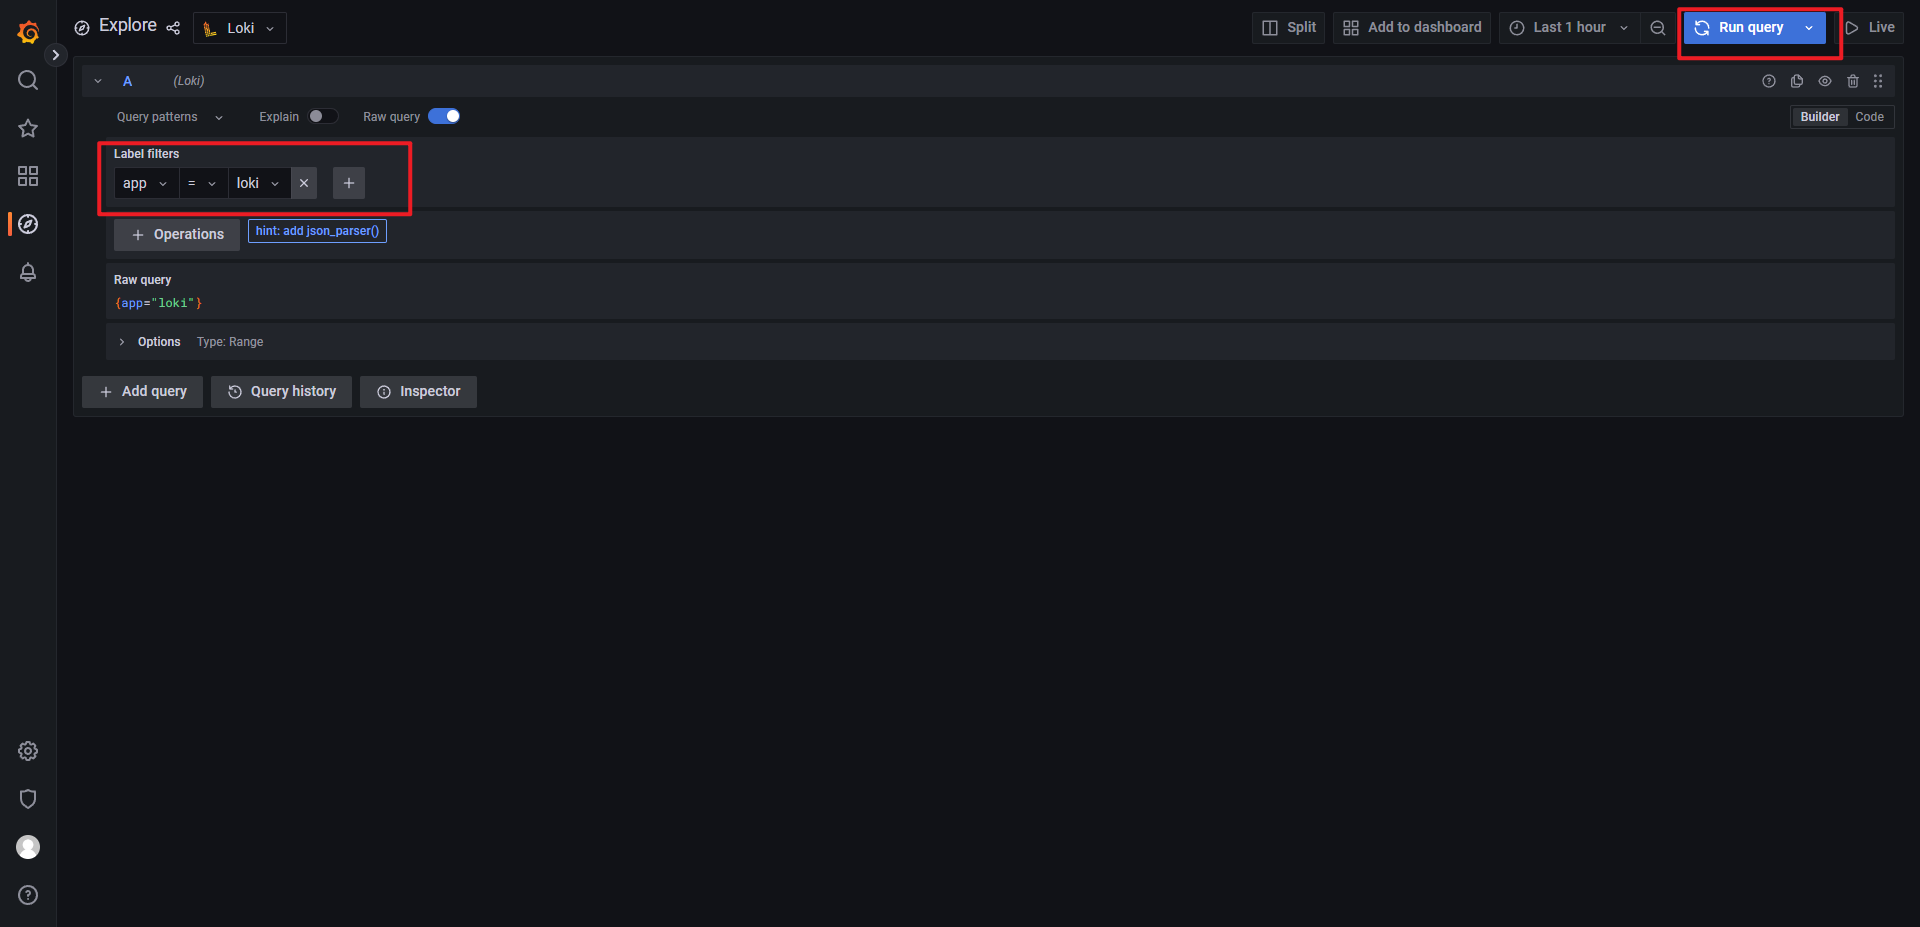 Explore Loki Split Add to dashboard Last 1 hour Run query Live
A (Loki)
Query patterns Explain Raw query Builder Code
Label filters
app = loki
Operations hint: add json_parser()
Raw query
{app="loki"}
Options Type: Range
Add query Query history Inspector